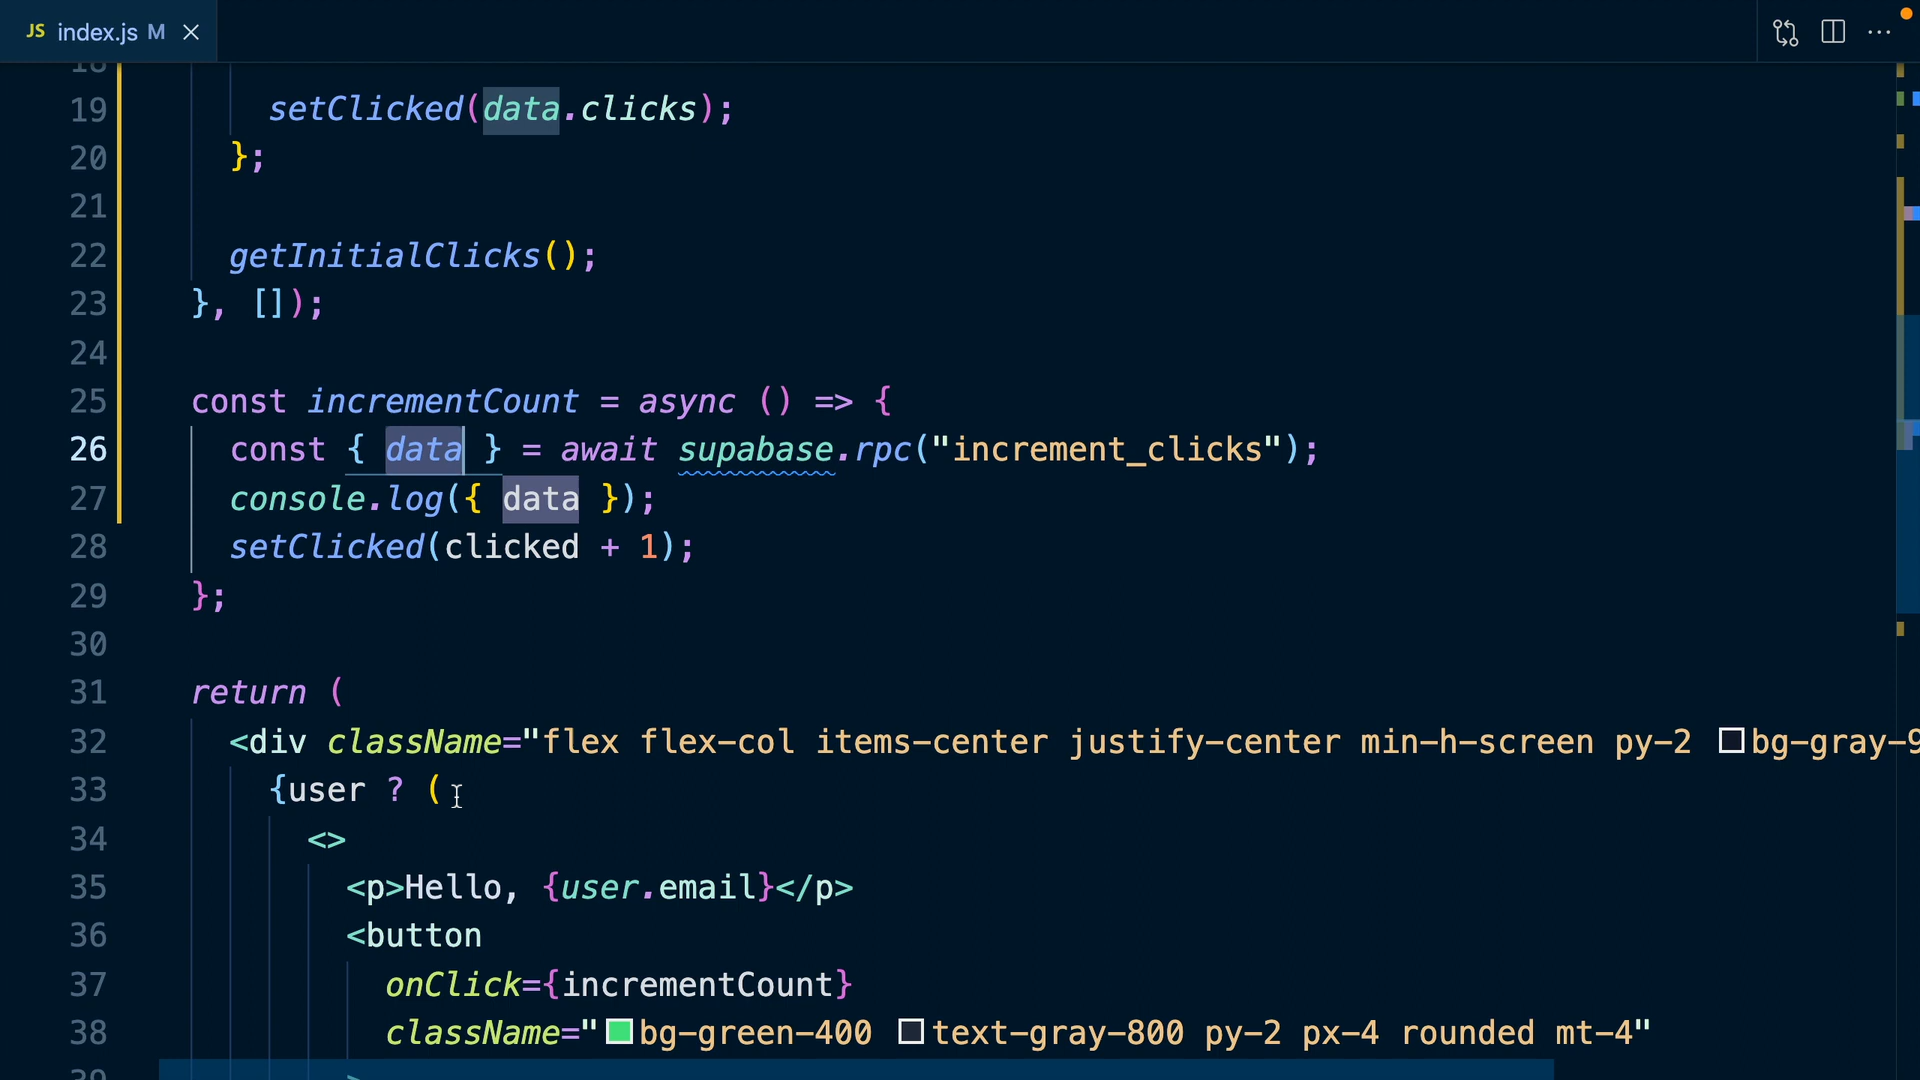 JS index.js M
18
19 setClicked(data.clicks);
20 };
21
22 getInitialClicks();
23 }, []);
24
25 const incrementCount = async () => {
26 const { data } = await supabase.rpc("increment_clicks");
27 console.log({ data });
28 setClicked(clicked + 1);
29 };
30
31 return (
32 <div className="flex flex-col items-center justify-center min-h-screen py-2 bg-gray-9
33 {user ? (
34 <>
35 <p>Hello, {user.email}</p>
36 <button
37 onClick={incrementCount}
38 className="bg-green-400 text-gray-800 py-2 px-4 rounded mt-4"
39 >